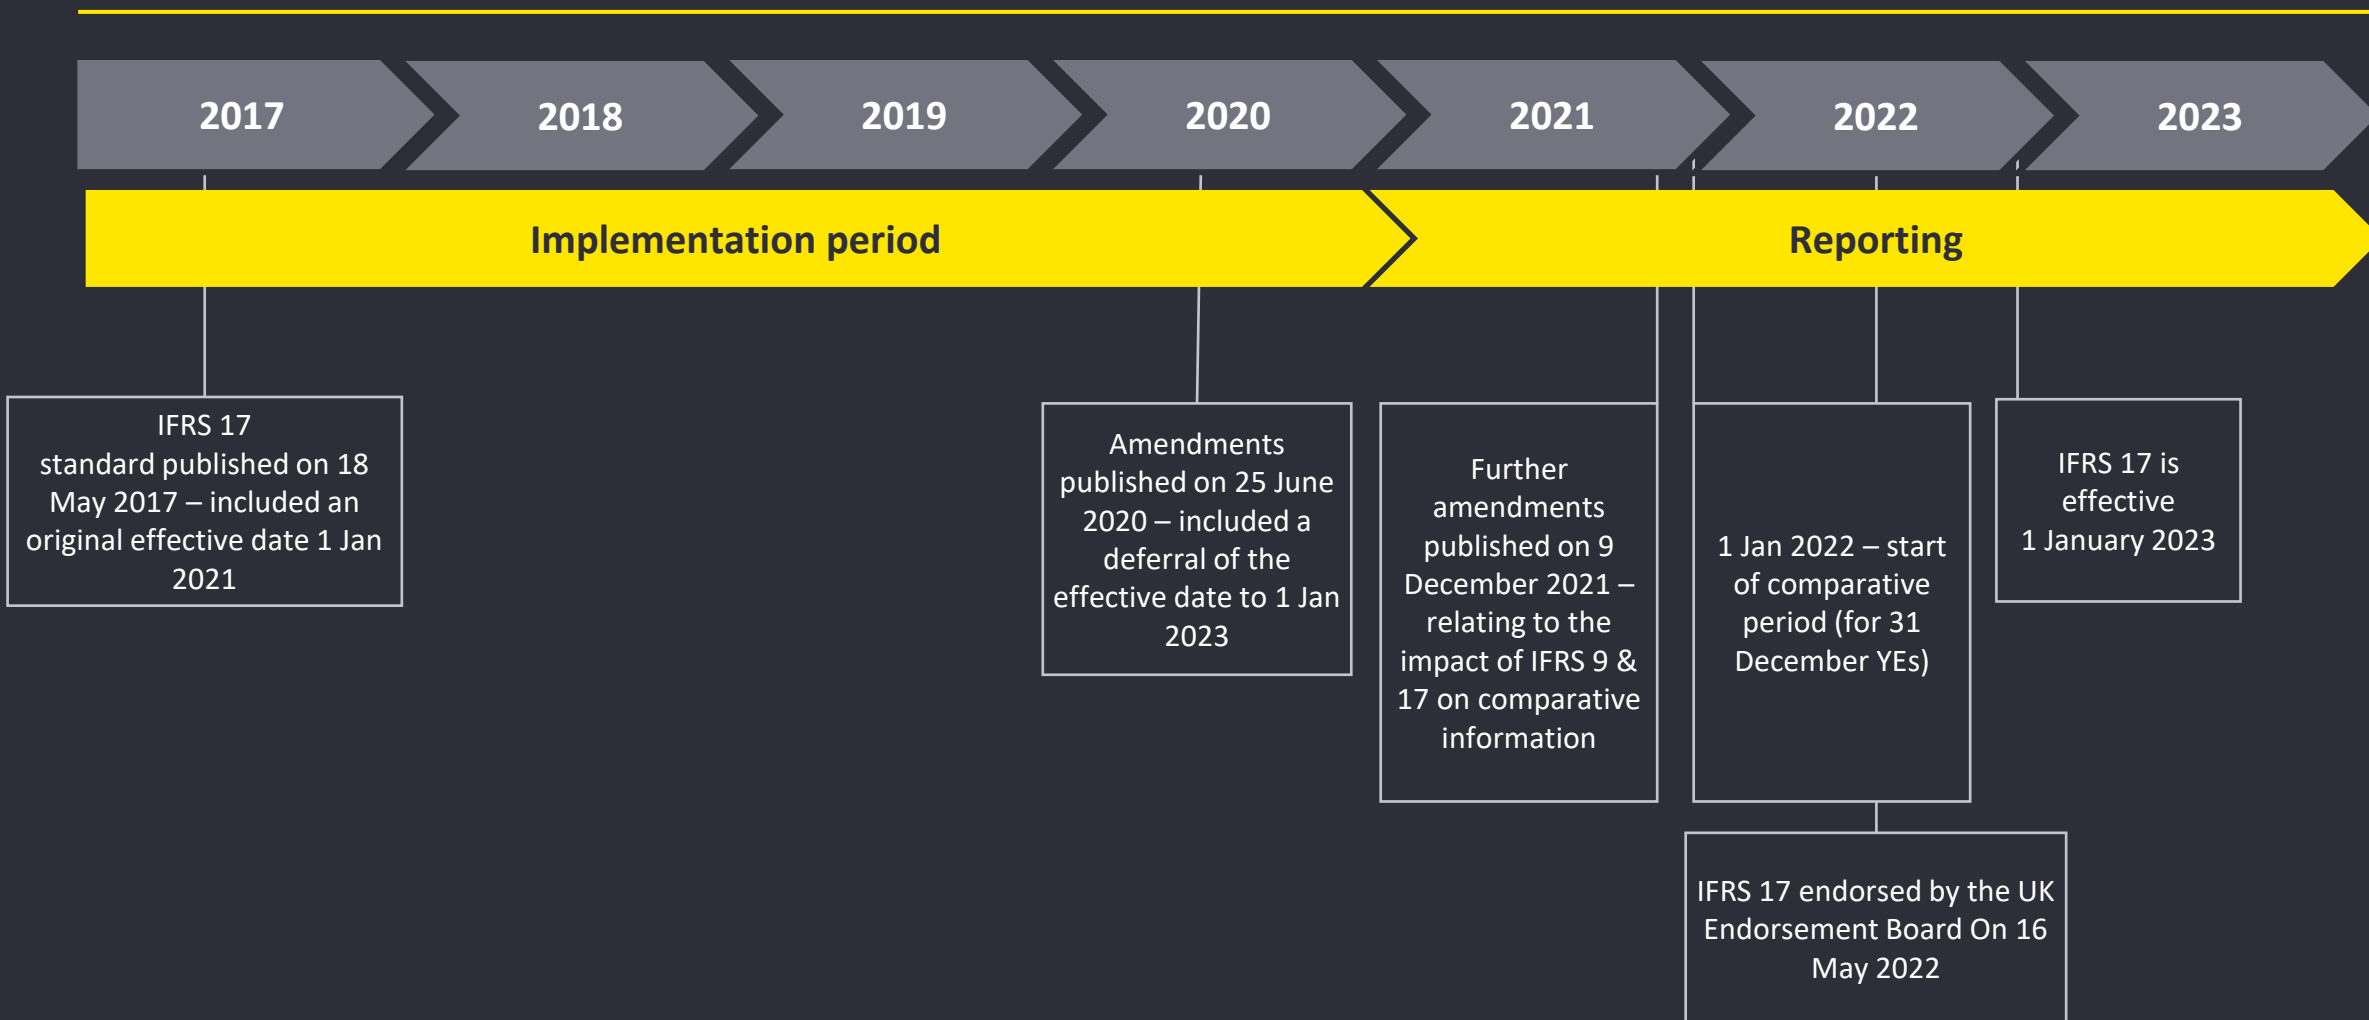 2017
2018
2019
2020
2021
2022
2023
Implementation period
Reporting
IFRS 17
standard published on 18
May 2017 – included an
original effective date 1 Jan
2021
Amendments
published on 25 June
2020 – included a
deferral of the
effective date to 1 Jan
2023
Further
amendments
published on 9
December 2021 –
relating to the
impact of IFRS 9 &
17 on comparative
information
1 Jan 2022 – start
of comparative
period (for 31
December YEs)
IFRS 17 is
effective
1 January 2023
IFRS 17 endorsed by the UK
Endorsement Board On 16
May 2022